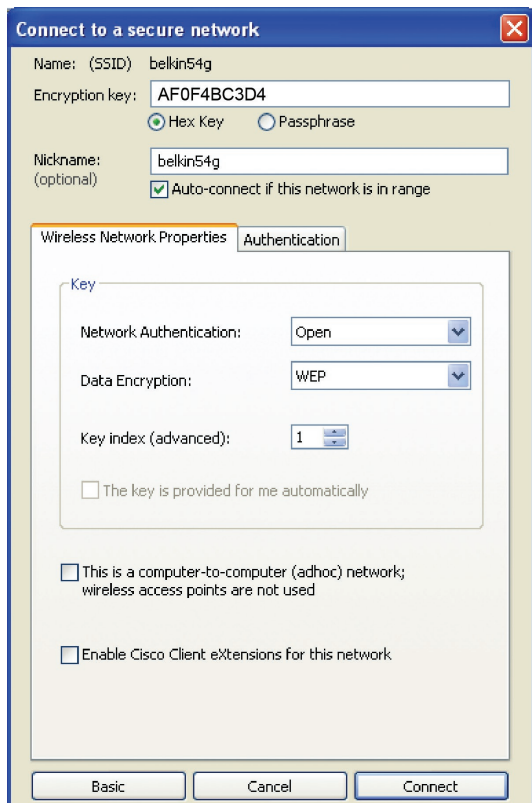 Connect to a secure network
Name: (SSID) belkin54g
Encryption key: AF0F4BC3D4
Hex Key Passphrase
Nickname: belkin54g
(optional)
Auto-connect if this network is in range
Wireless Network Properties Authentication
Key
Network Authentication: Open
Data Encryption: WEP
Key index (advanced): 1
The key is provided for me automatically
This is a computer-to-computer (adhoc) network;
wireless access points are not used
Enable Cisco Client eXtensions for this network
Basic Cancel Connect